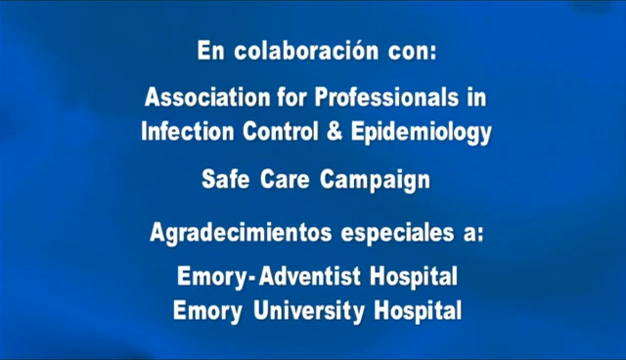 En colaboración con:
Association for Professionals in
Infection Control & Epidemiology
Safe Care Campaign
Agradecimientos especiales a:
Emory-Adventist Hospital
Emory University Hospital